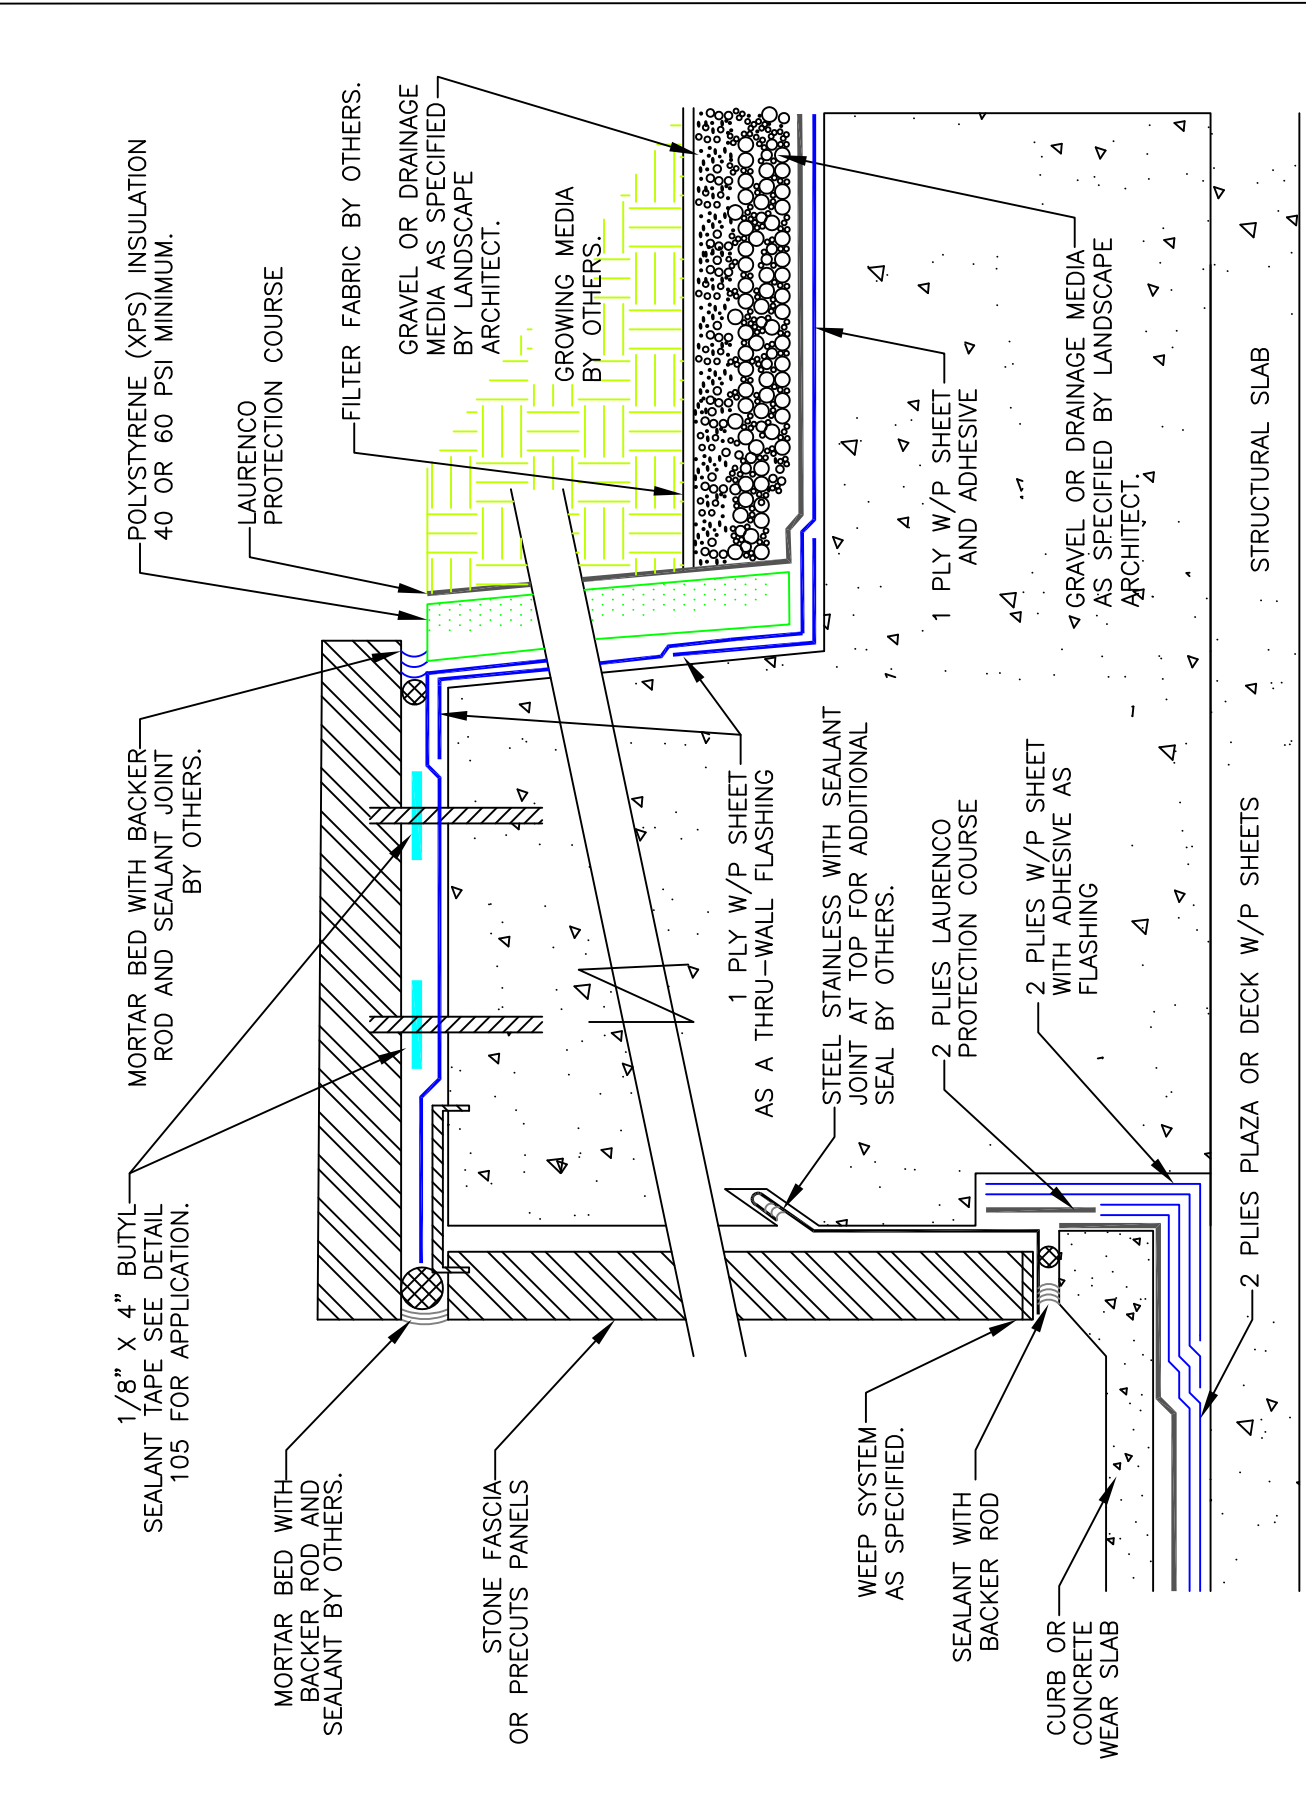 1/8" X 4" BUTYL
SEALANT TAPE SEE DETAIL
105 FOR APPLICATION.
MORTAR BED WITH BACKER
ROD AND SEALANT JOINT
BY OTHERS.
POLYSTYRENE (XPS) INSULATION
40 OR 60 PSI MINIMUM.
LAURENCO
PROTECTION COURSE
FILTER FABRIC BY OTHERS.
GRAVEL OR DRAINAGE
MEDIA AS SPECIFIED
BY LANDSCAPE
ARCHITECT.
GROWING MEDIA
BY OTHERS.
MORTAR BED WITH
BACKER ROD AND
SEALANT BY OTHERS.
STONE FASCIA
OR PRECUTS PANELS
1 PLY W/P SHEET
AS A THRU-WALL FLASHING
STEEL STAINLESS WITH SEALANT
JOINT AT TOP FOR ADDITIONAL
SEAL BY OTHERS.
1 PLY W/P SHEET
AND ADHESIVE
WEEP SYSTEM
AS SPECIFIED.
2 PLIES LAURENCO
PROTECTION COURSE
SEALANT WITH
BACKER ROD
2 PLIES W/P SHEET
WITH ADHESIVE AS
FLASHING
GRAVEL OR DRAINAGE MEDIA
AS SPECIFIED BY LANDSCAPE
ARCHITECT.
CURB OR
CONCRETE
WEAR SLAB
2 PLIES PLAZA OR DECK W/P SHEETS
STRUCTURAL SLAB